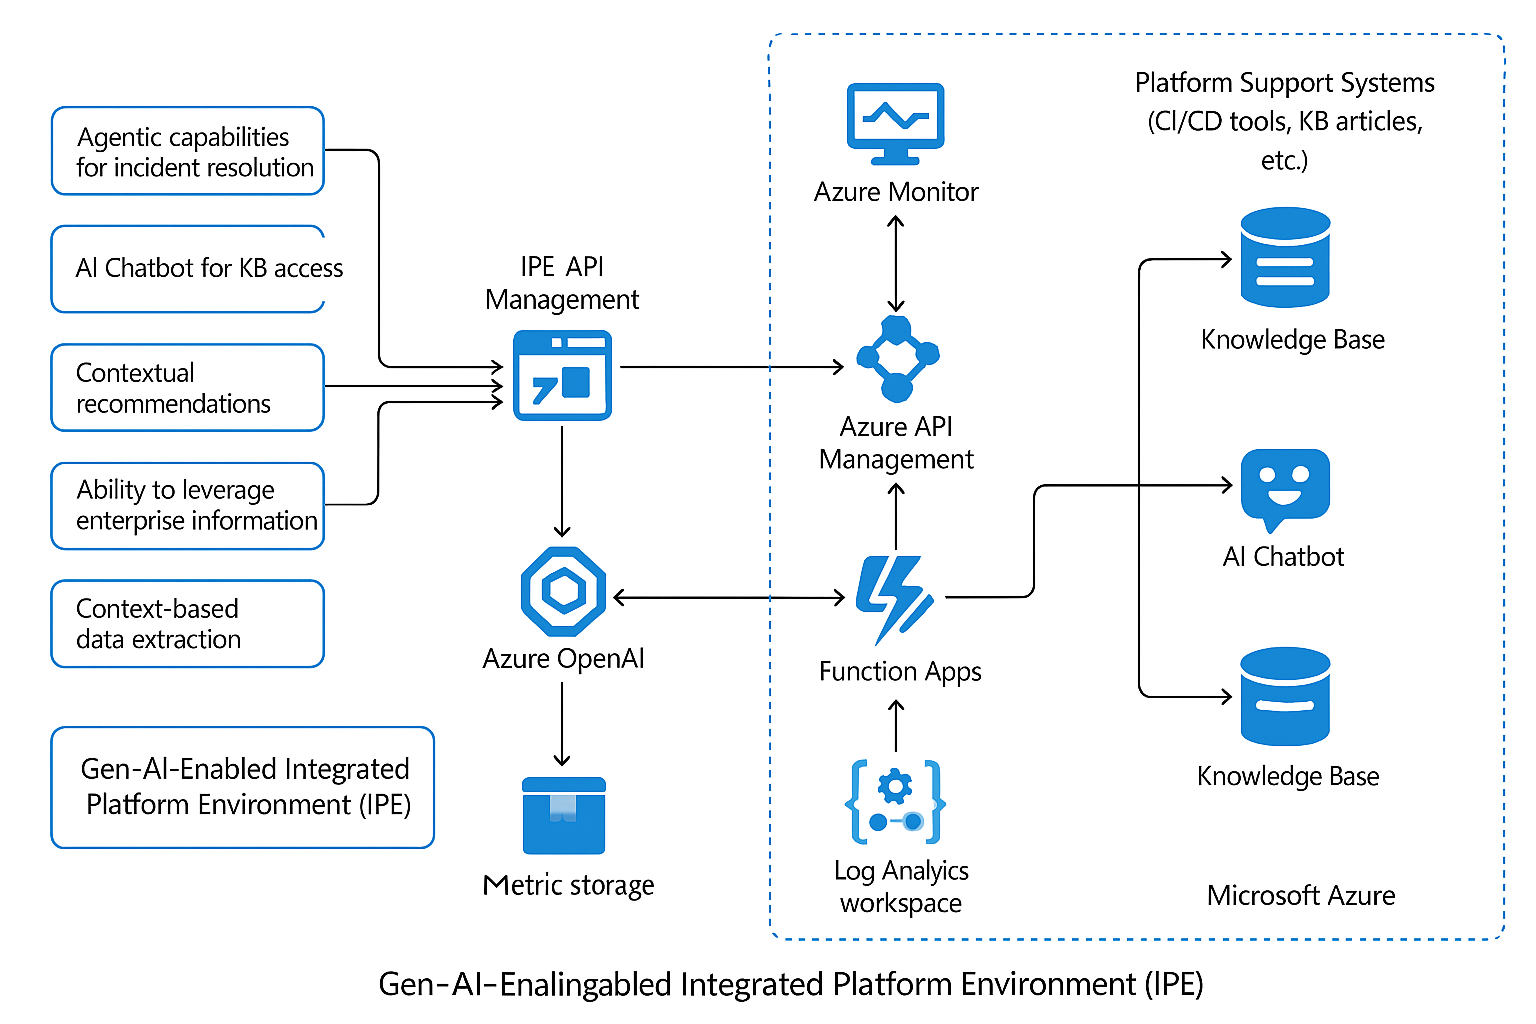 Agentic capabilities
for incident resolution
AI Chatbot for KB access
Contextual
recommendations
Ability to leverage
enterprise information
Context-based
data extraction
Gen-AI-Enabled Integrated
Platform Environment (IPE)
IPE API
Management
Azure OpenAI
Metric storage
Azure Monitor
Azure API
Management
Function Apps
Log Analyics
workspace
Platform Support Systems
(CI/CD tools, KB articles,
etc.)
Knowledge Base
AI Chatbot
Knowledge Base
Microsoft Azure
Gen-AI-Enalingabled Integrated Platform Environment (IPE)